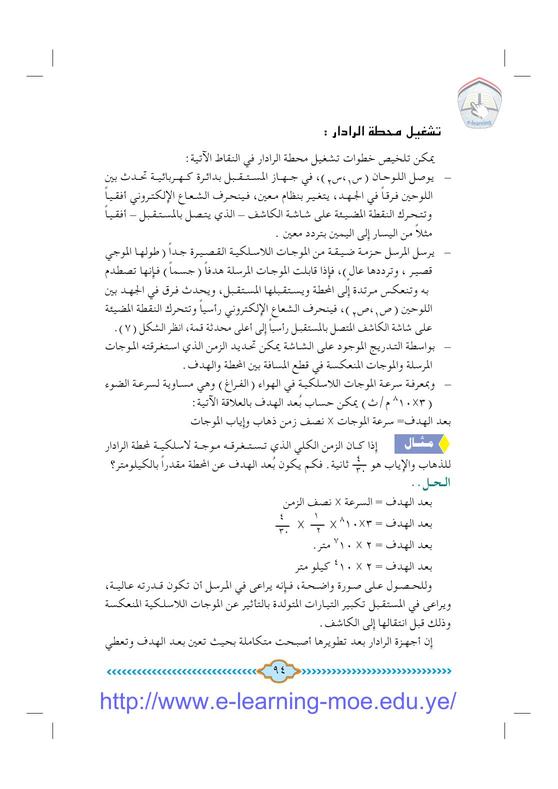 e-learning
تشغيل محطة الرادار :
يمكن تلخيص خطوات تشغيل محطة الرادار في النقاط الآتية:
– يوصل اللوحان ( س١،س٢ )، في جهاز المستقبل بدائرة كهربائية تحدث بين
اللوحين فرقاً في الجهد، يتغير بنظام معين، فينحرف الشعاع الإلكتروني أفقياً
وتتحرك النقطة المضيئة على شاشة الكاشف – الذي يتصل بالمستقبل – أفقياً
مثلاً من اليسار إلى اليمين بتردد معين .
– يرسل المرسل حزمة ضيقة من الموجات اللاسلكية القصيرة جداً ( طولها الموجي
قصير ، وترددها عال )، فإذا قابلت الموجات المرسلة هدفاً ( جسماً ) فإنها تصطدم
به وتنعكس مرتدة إلى المحطة ويستقبلها المستقبل، ويحدث فرق في الجهد بين
اللوحين ( ص١،ص٢ )، فينحرف الشعاع الإلكتروني رأسياً وتتحرك النقطة المضيئة
على شاشة الكاشف المتصل بالمستقبل رأسياً إلى أعلى محدثة قمة، انظر الشكل ( ٧ ) .
– بواسطة التدريج الموجود على الشاشة يمكن تحديد الزمن الذي استغرقته الموجات
المرسلة والموجات المنعكسة في قطع المسافة بين المحطة والهدف.
– وبمعرفة سرعة الموجات اللاسلكية في الهواء ( الفراغ ) وهي مساوية لسرعة الضوء
( ٣×١٠^٨ م / ث ) يمكن حساب بُعد الهدف بالعلاقة الآتية :
بعد الهدف= سرعة الموجات × نصف زمن ذهاب وإياب الموجات
مثـال إذا كان الزمن الكلي الذي تستغرقه موجة لاسلكية لمحطة الرادار
للذهاب والإياب هو ٤/٣٠ ثانية . فكم يكون بُعد الهدف عن المحطة مقدراً بالكيلومتر؟
الحل . .
بعد الهدف = السرعة × نصف الزمن
بعد الهدف = ٣×١٠^٨ × ١/٢ × ٤/٣٠
بعد الهدف = ٢ × ١٠^٧ متر .
بعد الهدف = ٢ × ١٠^٤ كيلو متر
وللحصول على صورة واضحة، فإنه يراعى في المرسل أن تكون قدرته عالية،
ويراعى في المستقبل تكبير التيارات المتولدة بالتأثير عن الموجات اللاسلكية المنعكسة
وذلك قبل انتقالها إلى الكاشف.
إن أجهزة الرادار بعد تطويرها أصبحت متكاملة بحيث تعين بعد الهدف وتعطي
٩٤
http://www.e-learning-moe.edu.ye/